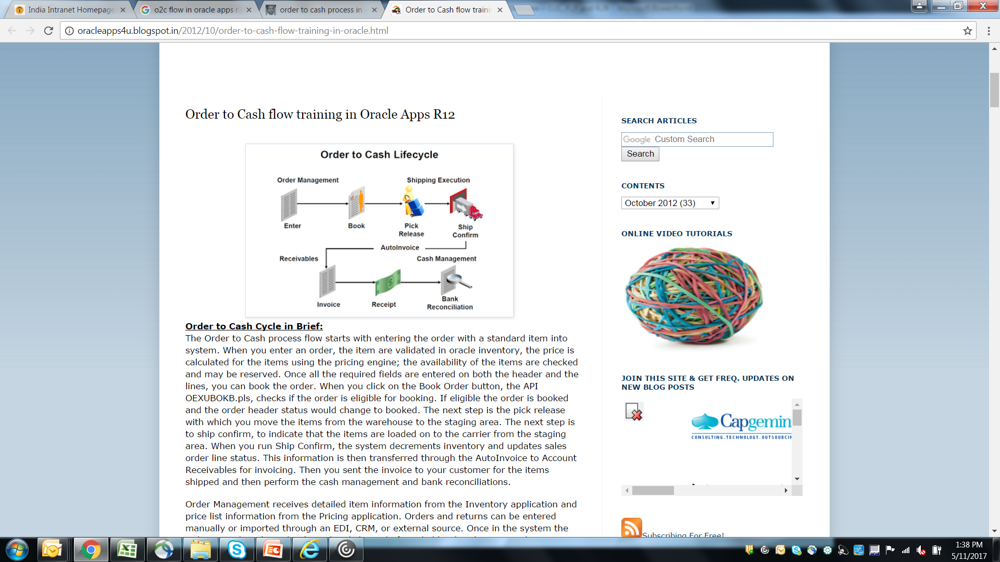 India Intranet Homepage
o2c flow in oracle apps r
order to cash process in
Order to Cash flow traini
oracleapps4u.blogspot.in/2012/10/order-to-cash-flow-training-in-oracle.html
Order to Cash flow training in Oracle Apps R12
Order to Cash Lifecycle
Order Management
Shipping Execution
Enter
Book
Pick
Release
Ship
Confirm
AutoInvoice
Receivables
Cash Management
Invoice
Receipt
Bank
Reconciliation
Order to Cash Cycle in Brief:
The Order to Cash process flow starts with entering the order with a standard item into
system. When you enter an order, the item are validated in oracle inventory, the price is
calculated for the items using the pricing engine; the availability of the items are checked
and may be reserved. Once all the required fields are entered on both the header and the
lines, you can book the order. When you click on the Book Order button, the API
OEXUBOKB.pls, checks if the order is eligible for booking. If eligible the order is booked
and the order header status would change to booked. The next step is the pick release
with which you move the items from the warehouse to the staging area. The next step is
to ship confirm, to indicate that the items are loaded on to the carrier from the staging
area. When you run Ship Confirm, the system decrements inventory and updates sales
order line status. This information is then transferred through the AutoInvoice to Account
Receivables for invoicing. Then you sent the invoice to your customer for the items
shipped and then perform the cash management and bank reconciliations.
Order Management receives detailed item information from the Inventory application and
price list information from the Pricing application. Orders and returns can be entered
manually or imported through an EDI, CRM, or external source. Once in the system the
SEARCH ARTICLES
Google Custom Search
Search
CONTENTS
October 2012 (33)
ONLINE VIDEO TUTORIALS
JOIN THIS SITE & GET FREQ. UPDATES ON
NEW BLOG POSTS
Capgemin
CONSULTING.TECHNOLOGY.OUTSOURCIN
Subscribing For Free!
1:38 PM
5/11/2017